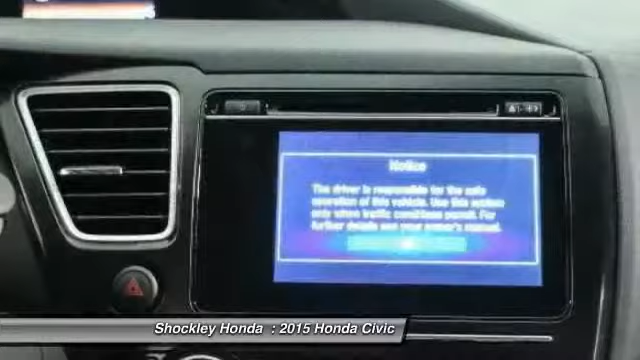 Notice
The driver is responsible for the safe
operation of this vehicle. Use this system
only when traffic conditions permit. For
further details see your owner's manual.
Shockley Honda : 2015 Honda Civic